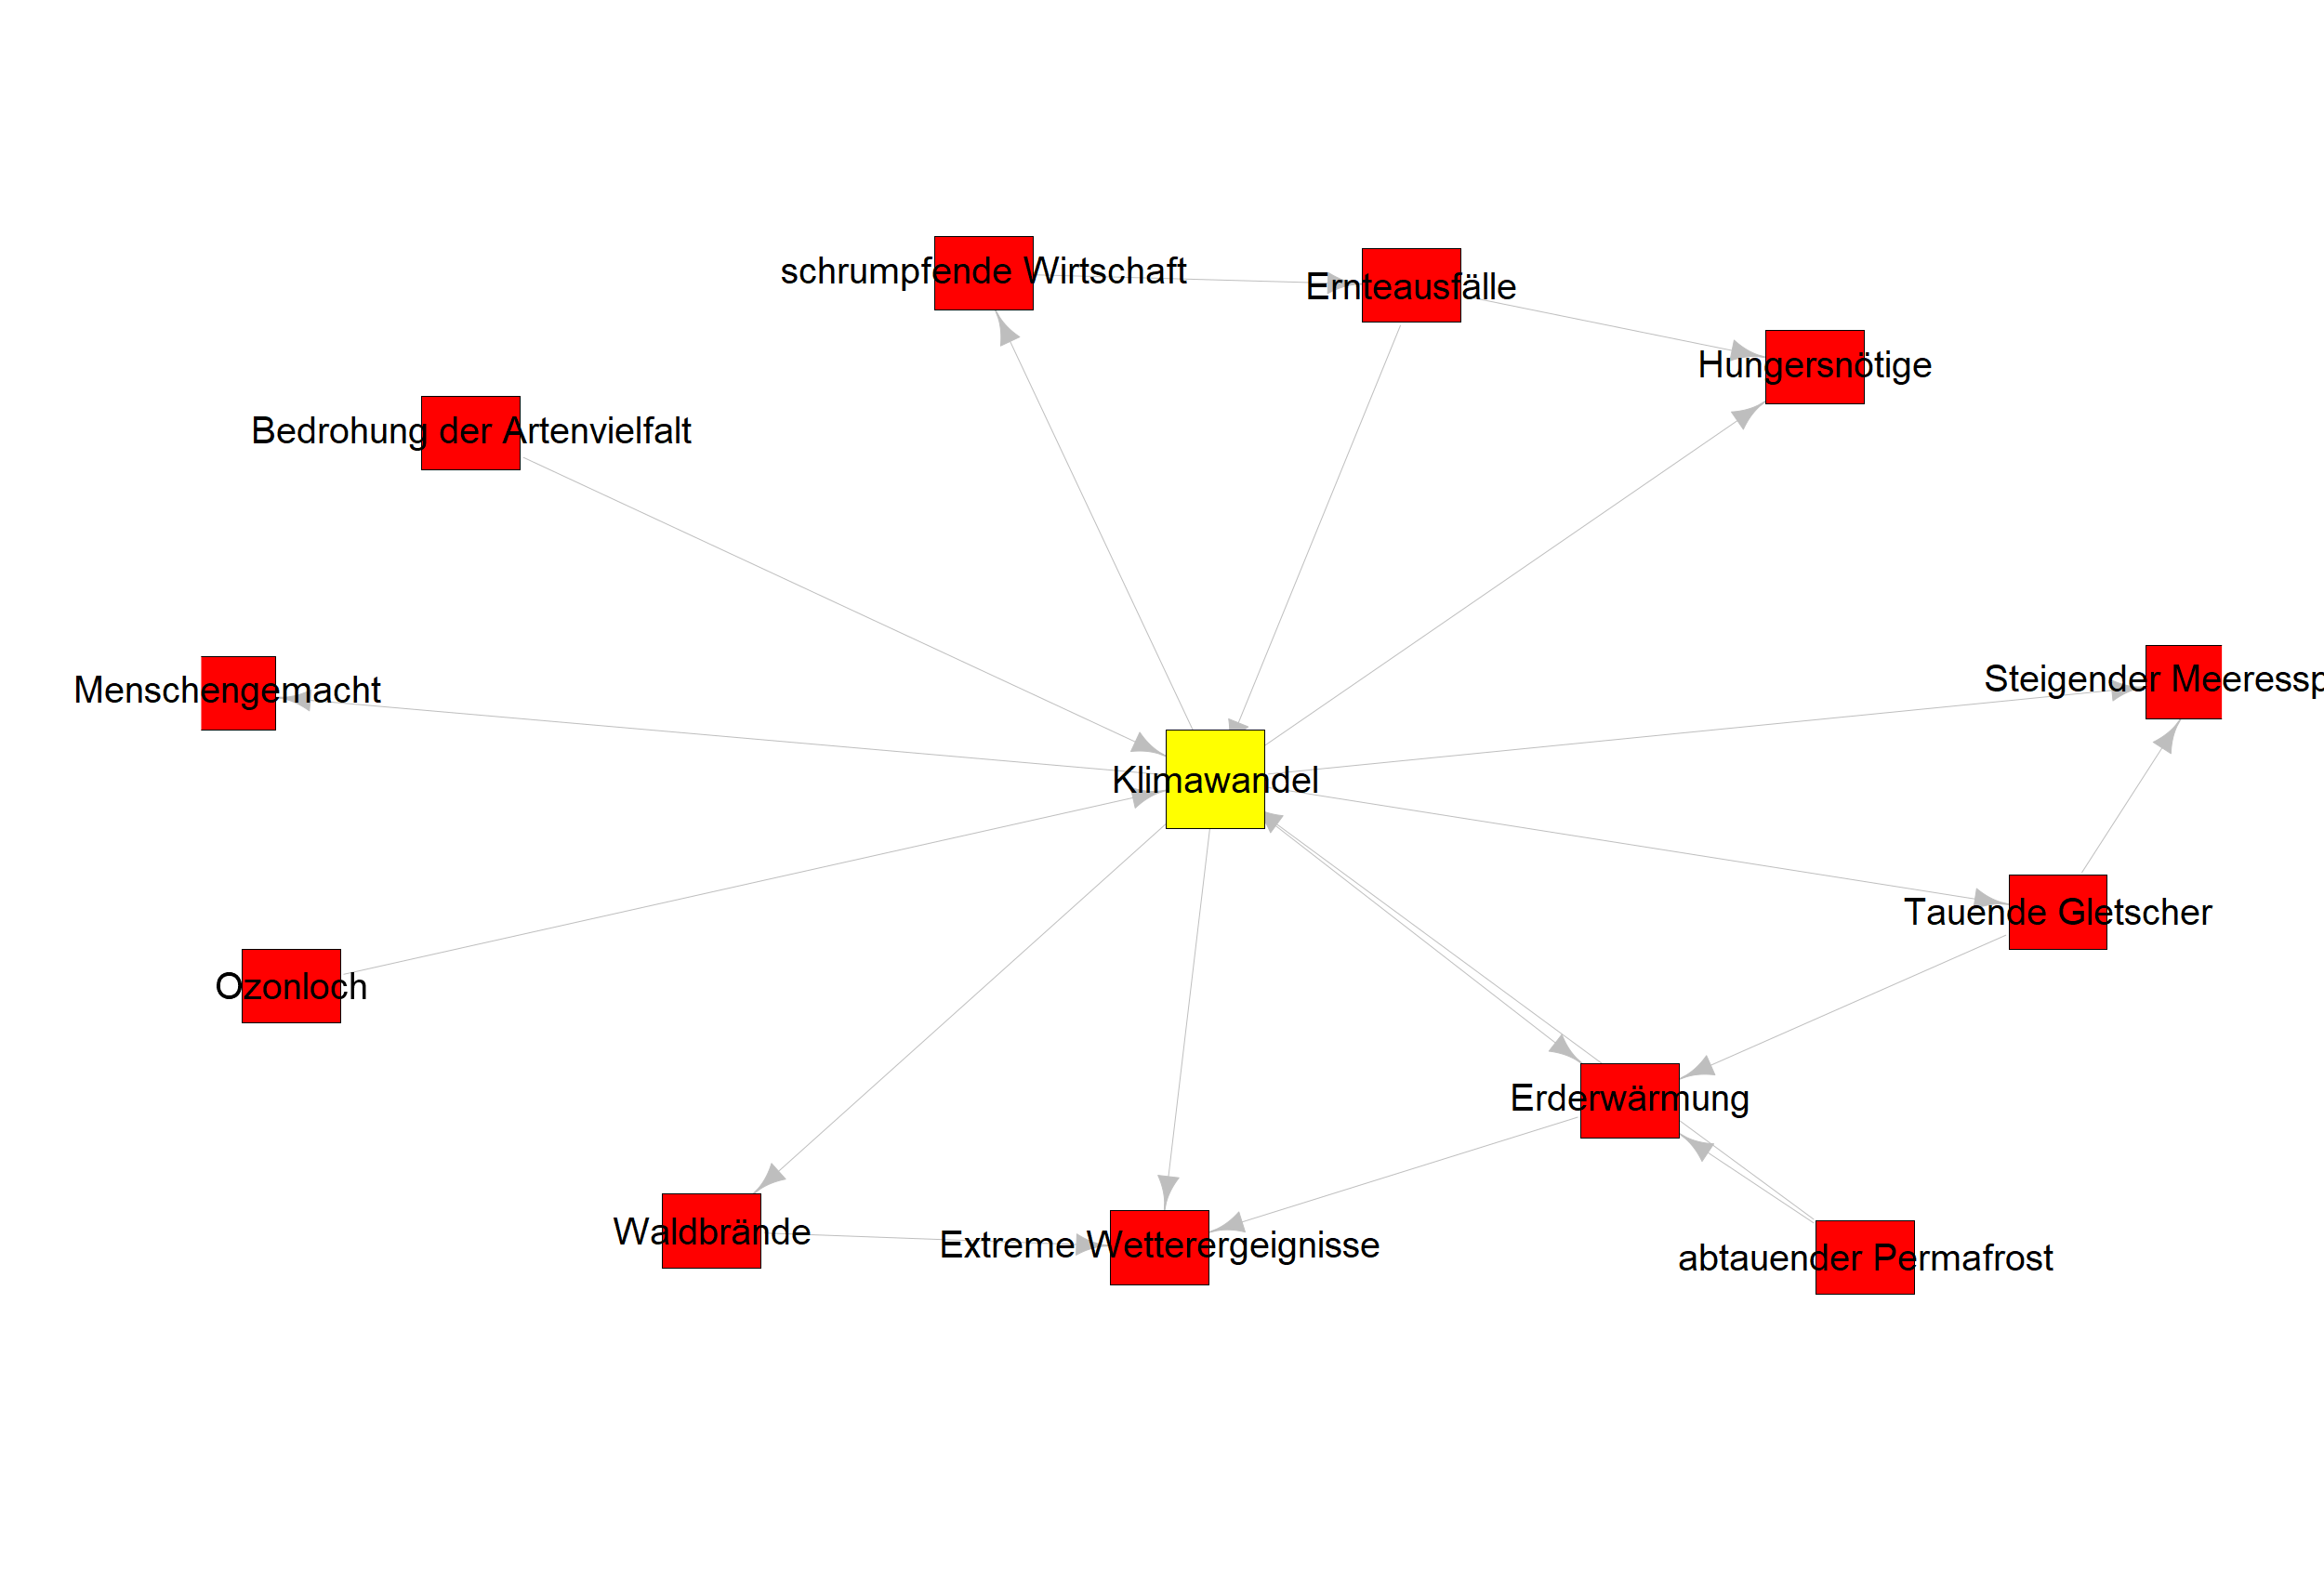 schrumpfende Wirtschaft
Ernteausfälle
Hungersnötige
Bedrohung der Artenvielfalt
Steigender Meeressp
Menschengemacht
Klimawandel
Tauende Gletscher
Ozonloch
Erderwärmung
Waldbrände
Extreme Wetterergeignisse
abtauender Permafrost